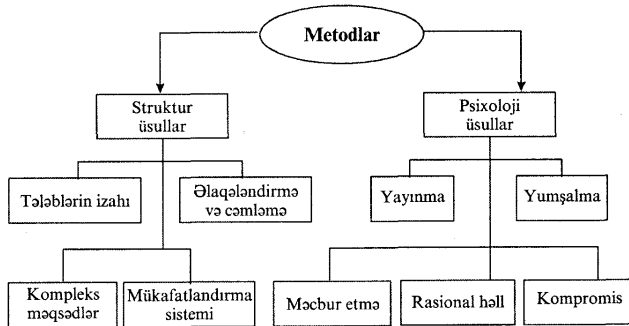 Metodlar
Struktur
üsullar
Psixoloji
üsullar
Tələblərin izahı
Əlaqələndirmə
və cəmləmə
Yayınma
Yumşalma
Kompleks
məqsədlər
Mükafatlandırma
sistemi
Məcbur etmə
Rasional həll
Kompromis